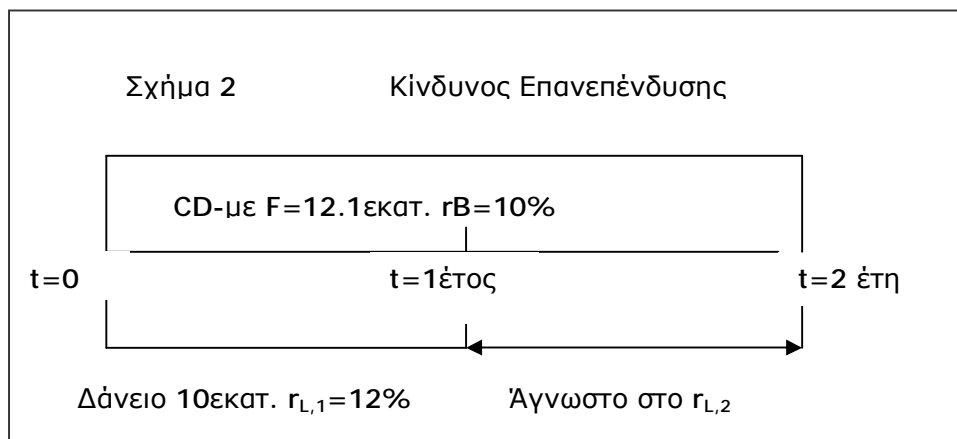 Σχήμα 2 Κίνδυνος Επανεπένδυσης
CD-με F=12.1εκατ. rB=10%
t=0 t=1έτος t=2 έτη
Δάνειο 10εκατ. rL,1=12% Άγνωστο στο rL,2